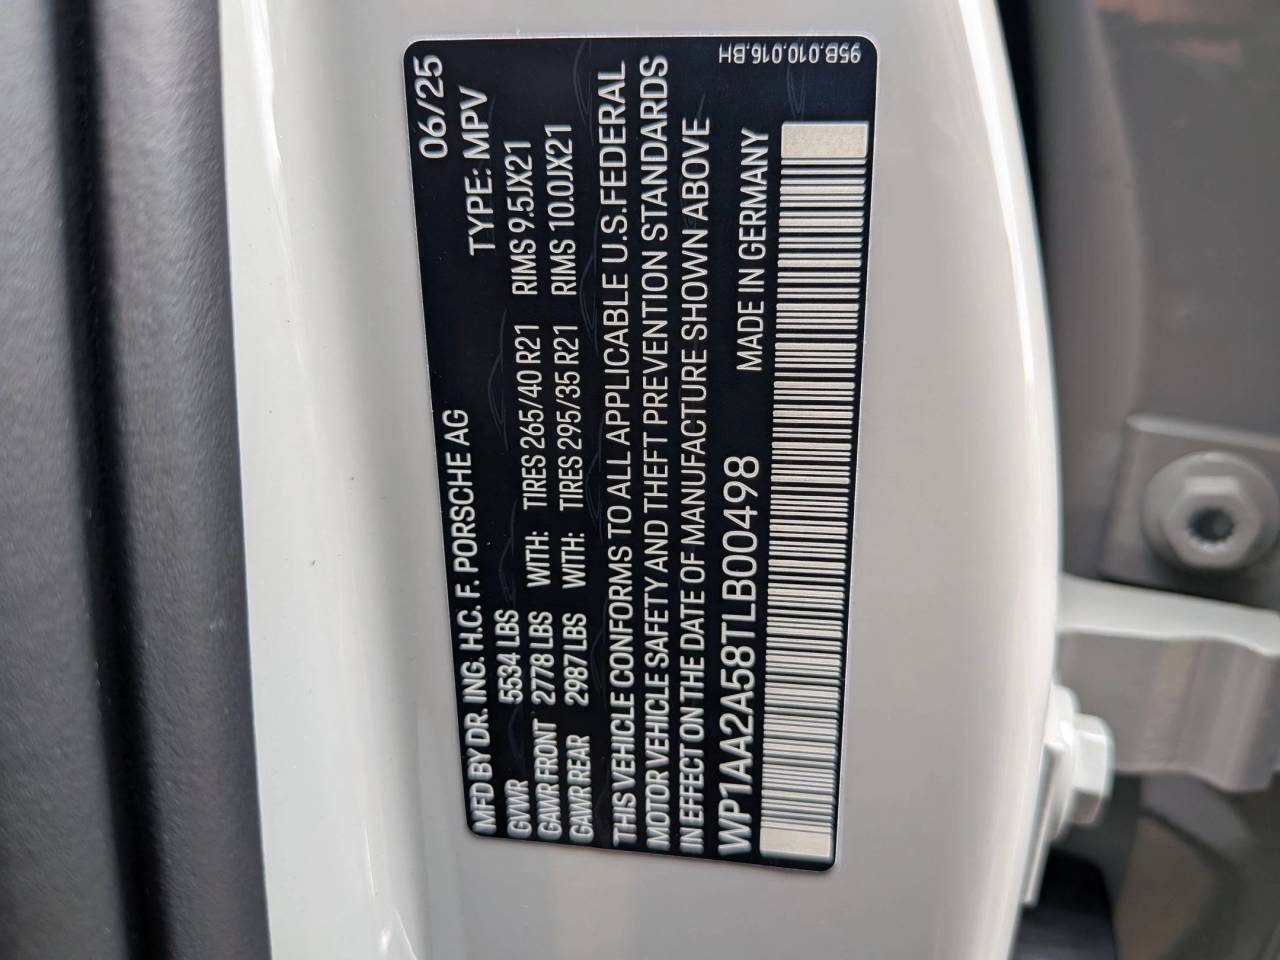 MFD BY DR. ING. H.C. F. PORSCHE AG 06/25
GVWR 5534 LBS TYPE: MPV
GAWR FRONT 2778 LBS WITH: TIRES 265/40 R21 RIMS 9.5JX21
GAWR REAR 2987 LBS WITH: TIRES 295/35 R21 RIMS 10.0JX21
THIS VEHICLE CONFORMS TO ALL APPLICABLE U.S.FEDERAL
MOTOR VEHICLE SAFETY AND THEFT PREVENTION STANDARDS
IN EFFECT ON THE DATE OF MANUFACTURE SHOWN ABOVE
WP1AA2A58TLB00498 MADE IN GERMANY
95B.010.016.BH